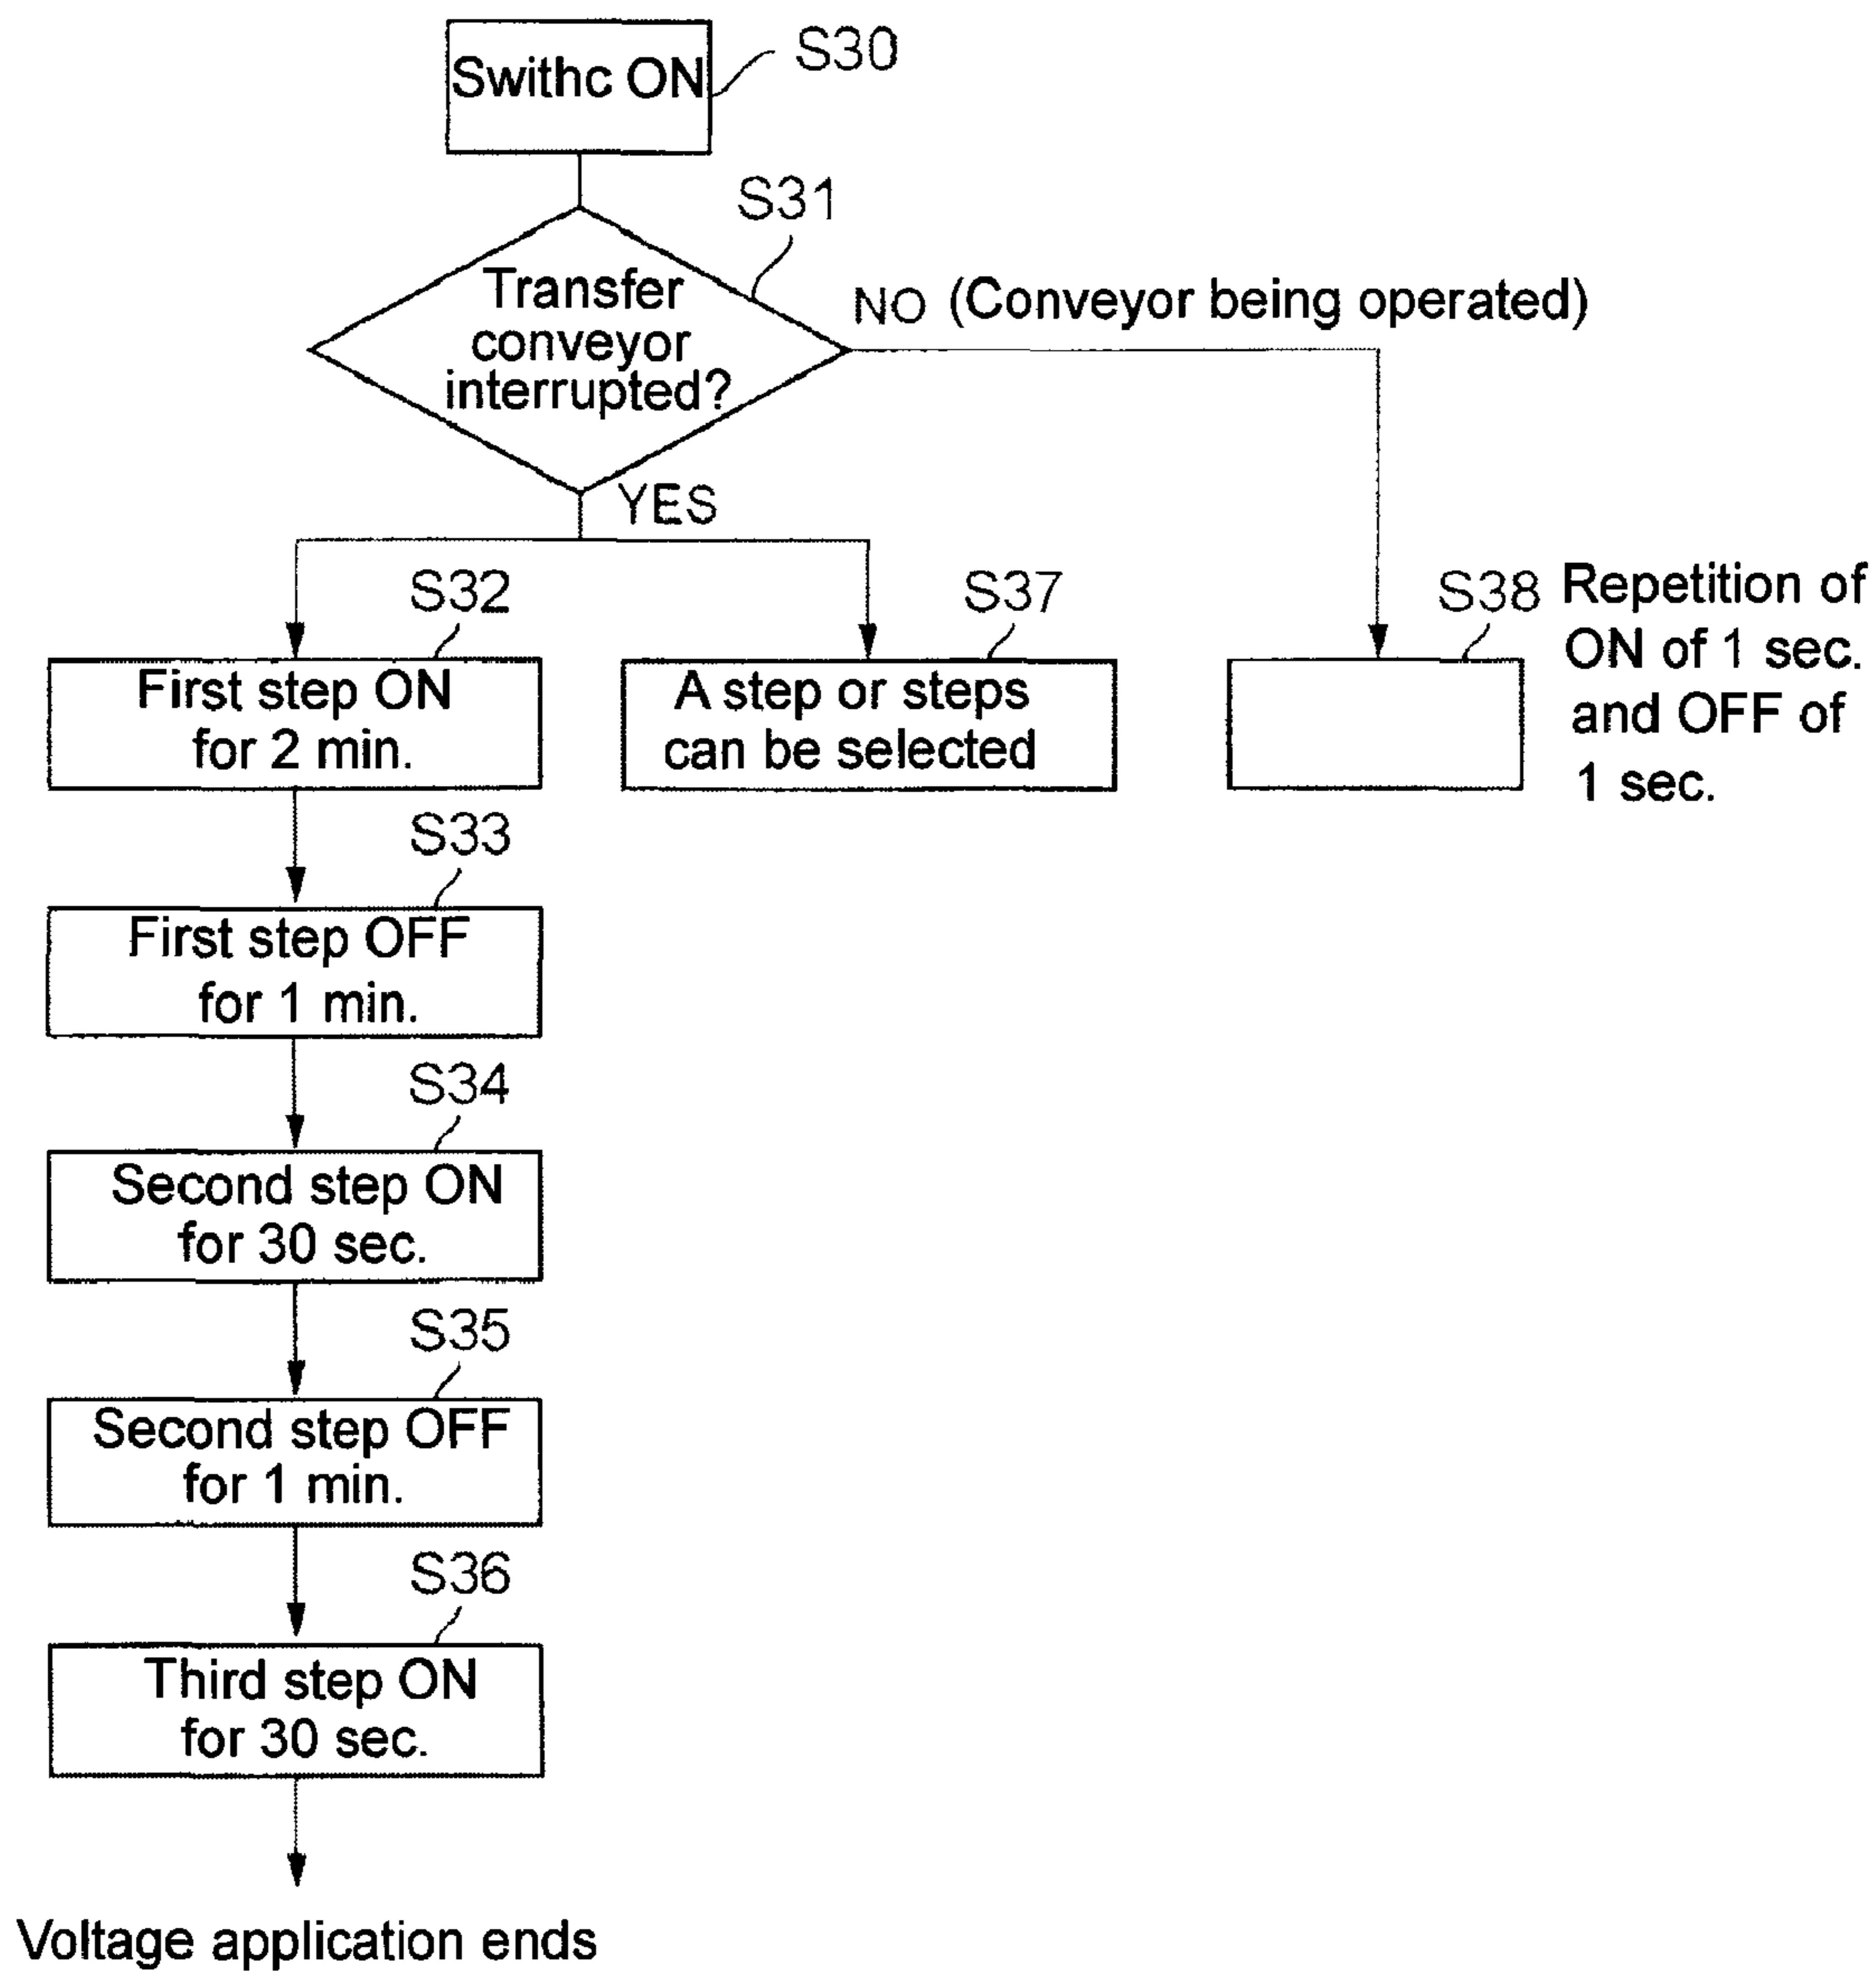 Swithc ON
S30
S31
Transfer
conveyor
interrupted?
NO (Conveyor being operated)
YES
S32
First step ON
for 2 min.
S37
A step or steps
can be selected
S38
Repetition of
ON of 1 sec.
and OFF of
1 sec.
S33
First step OFF
for 1 min.
S34
Second step ON
for 30 sec.
S35
Second step OFF
for 1 min.
S36
Third step ON
for 30 sec.
Voltage application ends